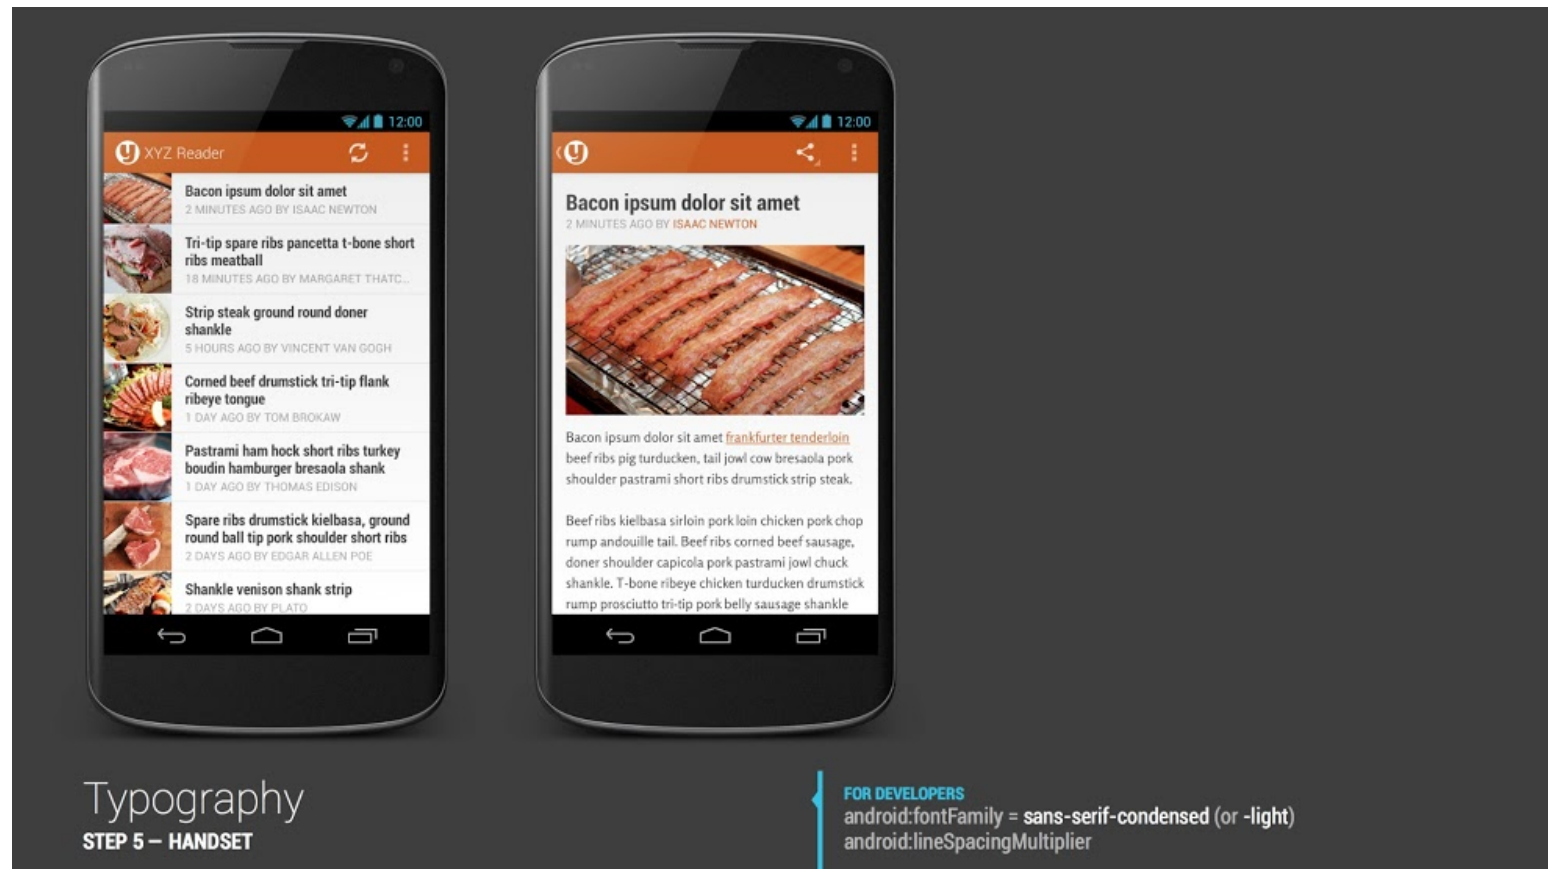 12:00
XYZ Reader
Bacon ipsum dolor sit amet
2 MINUTES AGO BY ISAAC NEWTON
Tri-tip spare ribs pancetta t-bone short
ribs meatball
18 MINUTES AGO BY MARGARET THATC...
Strip steak ground round doner
shankle
5 HOURS AGO BY VINCENT VAN GOGH
Corned beef drumstick tri-tip flank
ribeye tongue
1 DAY AGO BY TOM BROKAW
Pastrami ham hock short ribs turkey
boudin hamburger bresaola shank
1 DAY AGO BY THOMAS EDISON
Spare ribs drumstick kielbasa, ground
round ball tip pork shoulder short ribs
2 DAYS AGO BY EDGAR ALLEN POE
Shankle venison shank strip
2 DAYS AGO BY PLATO
12:00
Bacon ipsum dolor sit amet
2 MINUTES AGO BY ISAAC NEWTON
Bacon ipsum dolor sit amet frankfurter tenderloin
beef ribs pig turducken, tail jowl cow bresaola pork
shoulder pastrami short ribs drumstick strip steak.
Beef ribs kielbasa sirloin pork loin chicken pork chop
rump andouille tail. Beef ribs corned beef sausage,
doner shoulder capicola pork pastrami jowl chuck
shankle. T-bone ribeye chicken turducken drumstick
rump prosciutto tri-tip pork belly sausage shankle
Typography
STEP 5 – HANDSET
FOR DEVELOPERS
android:fontFamily = sans-serif-condensed (or -light)
android:lineSpacingMultiplier